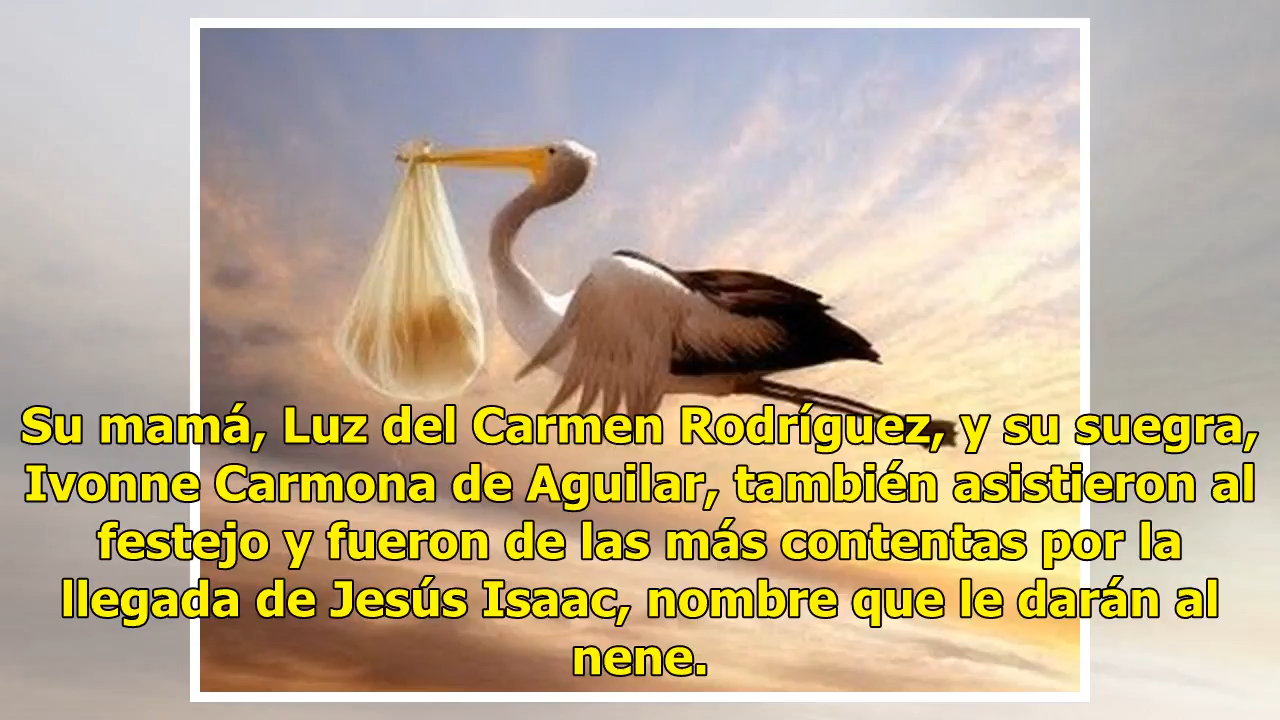 Su mamá, Luz del Carmen Rodríguez, y su suegra,
Ivonne Carmona de Aguilar, también asistieron al
festejo y fueron de las más contentas por la
llegada de Jesús Isaac, nombre que le darán al
nene.